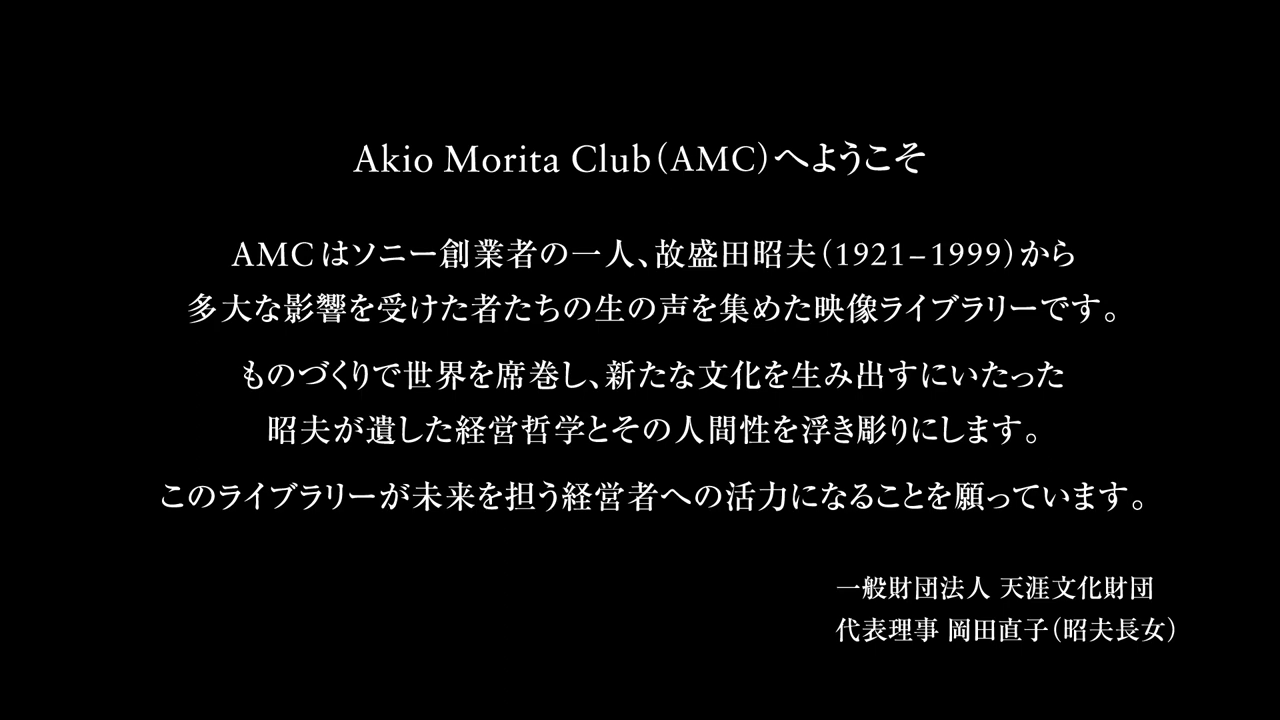 Akio Morita Club（AMC）へようこそ
AMCはソニー創業者の一人、故盛田昭夫（1921–1999）から
多大な影響を受けた者たちの生の声を集めた映像ライブラリーです。
ものづくりで世界を席巻し、新たな文化を生み出すにいたった
昭夫が遺した経営哲学とその人間性を浮き彫りにします。
このライブラリーが未来を担う経営者への活力になることを願っています。
一般財団法人 天涯文化財団
代表理事 岡田直子（昭夫長女）